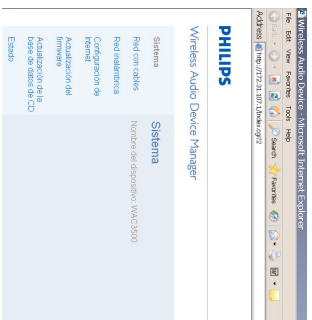 Wireless Audio Device - Microsoft Internet Explorer
File Edit View Favorites Tools Help
Back Search Favorites
Address http://172.31.107.1/index.cgi?2
PHILIPS
Wireless Audio Device Manager
Sistema
Red con cables
Red inalámbrica
Configuración de
Internet
Actualización del
firmware
Actualización de la
base de datos de CD
Estado
Sistema
Nombre del dispositivo: WAC3500